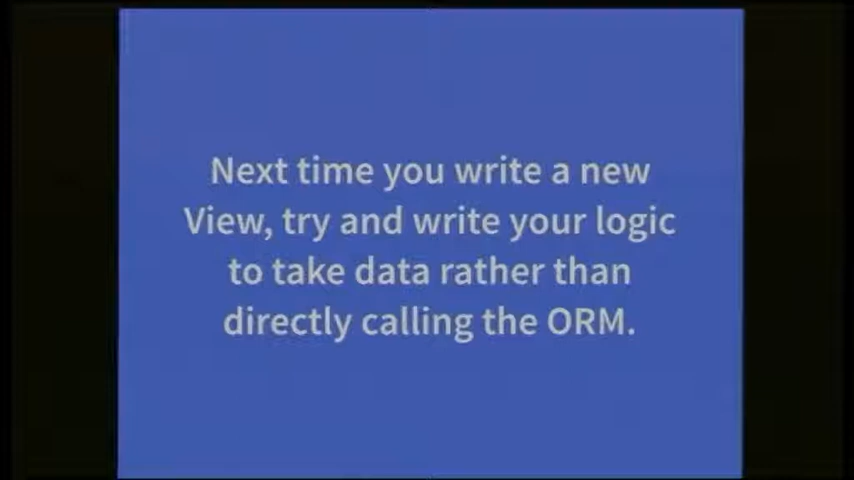 Next time you write a new
View, try and write your logic
to take data rather than
directly calling the ORM.